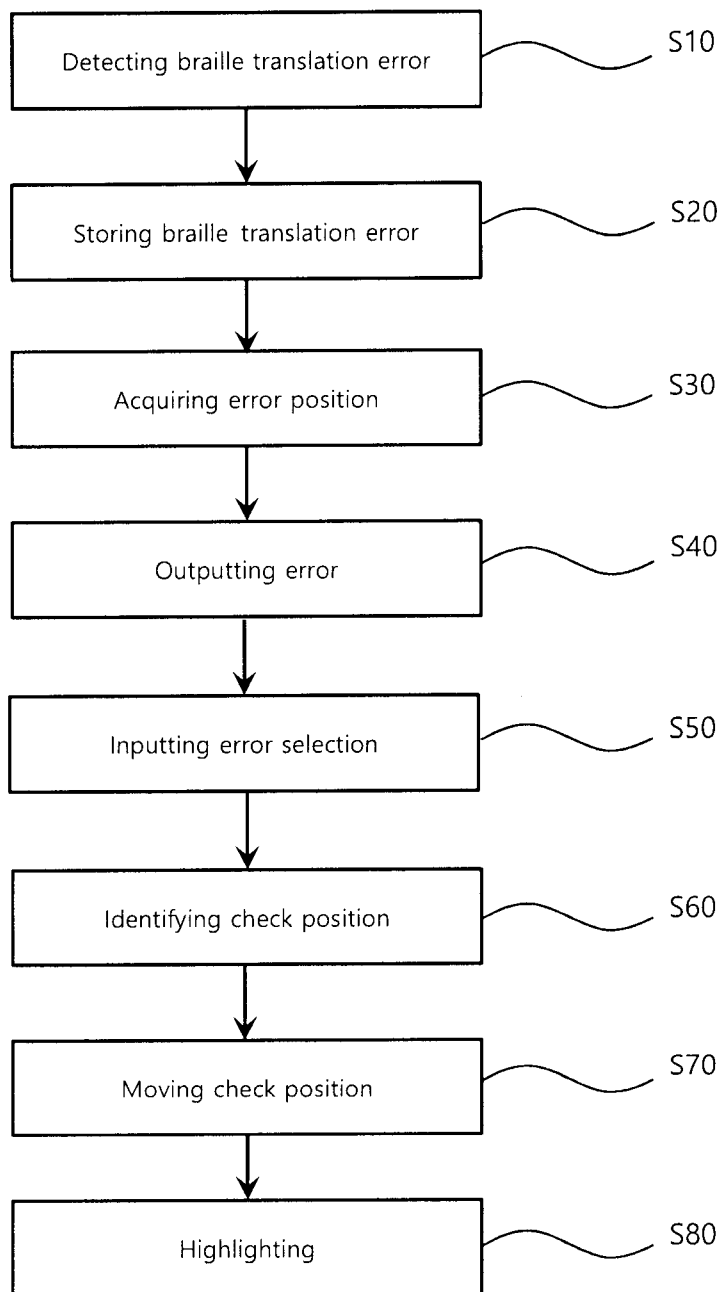 Detecting braille translation error
S10
Storing braille translation error
S20
Acquiring error position
S30
Outputting error
S40
Inputting error selection
S50
Identifying check position
S60
Moving check position
S70
Highlighting
S80